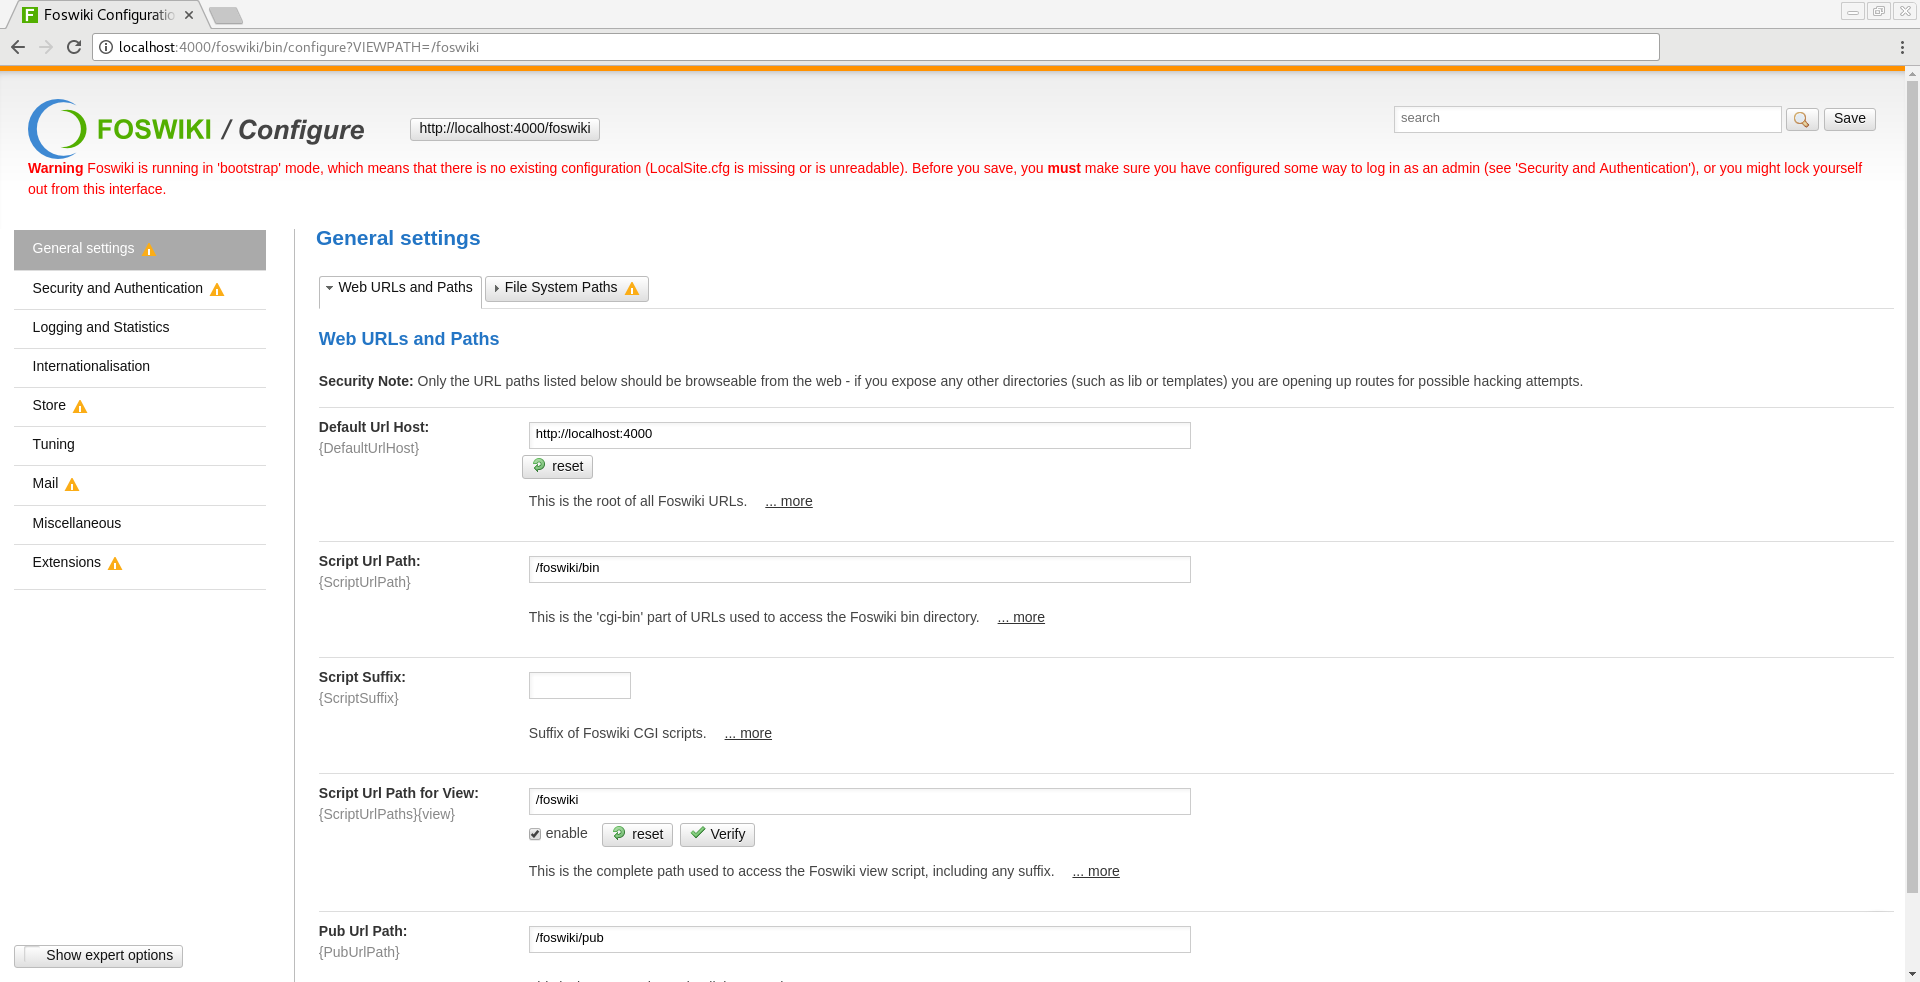 Foswiki Configuratio
localhost:4000/foswiki/bin/configure?VIEWPATH=/foswiki
FOSWIKI / Configure
http://localhost:4000/foswiki
search
Save
Warning Foswiki is running in 'bootstrap' mode, which means that there is no existing configuration (LocalSite.cfg is missing or is unreadable). Before you save, you must make sure you have configured some way to log in as an admin (see 'Security and Authentication'), or you might lock yourself
out from this interface.
General settings
Security and Authentication
Logging and Statistics
Internationalisation
Store
Tuning
Mail
Miscellaneous
Extensions
Show expert options
General settings
Web URLs and Paths
File System Paths
Web URLs and Paths
Security Note: Only the URL paths listed below should be browseable from the web - if you expose any other directories (such as lib or templates) you are opening up routes for possible hacking attempts.
Default Url Host:
{DefaultUrlHost}
http://localhost:4000
reset
This is the root of all Foswiki URLs. ... more
Script Url Path:
{ScriptUrlPath}
/foswiki/bin
This is the 'cgi-bin' part of URLs used to access the Foswiki bin directory. ... more
Script Suffix:
{ScriptSuffix}
Suffix of Foswiki CGI scripts. ... more
Script Url Path for View:
{ScriptUrlPaths}{view}
/foswiki
enable
reset
Verify
This is the complete path used to access the Foswiki view script, including any suffix. ... more
Pub Url Path:
{PubUrlPath}
/foswiki/pub